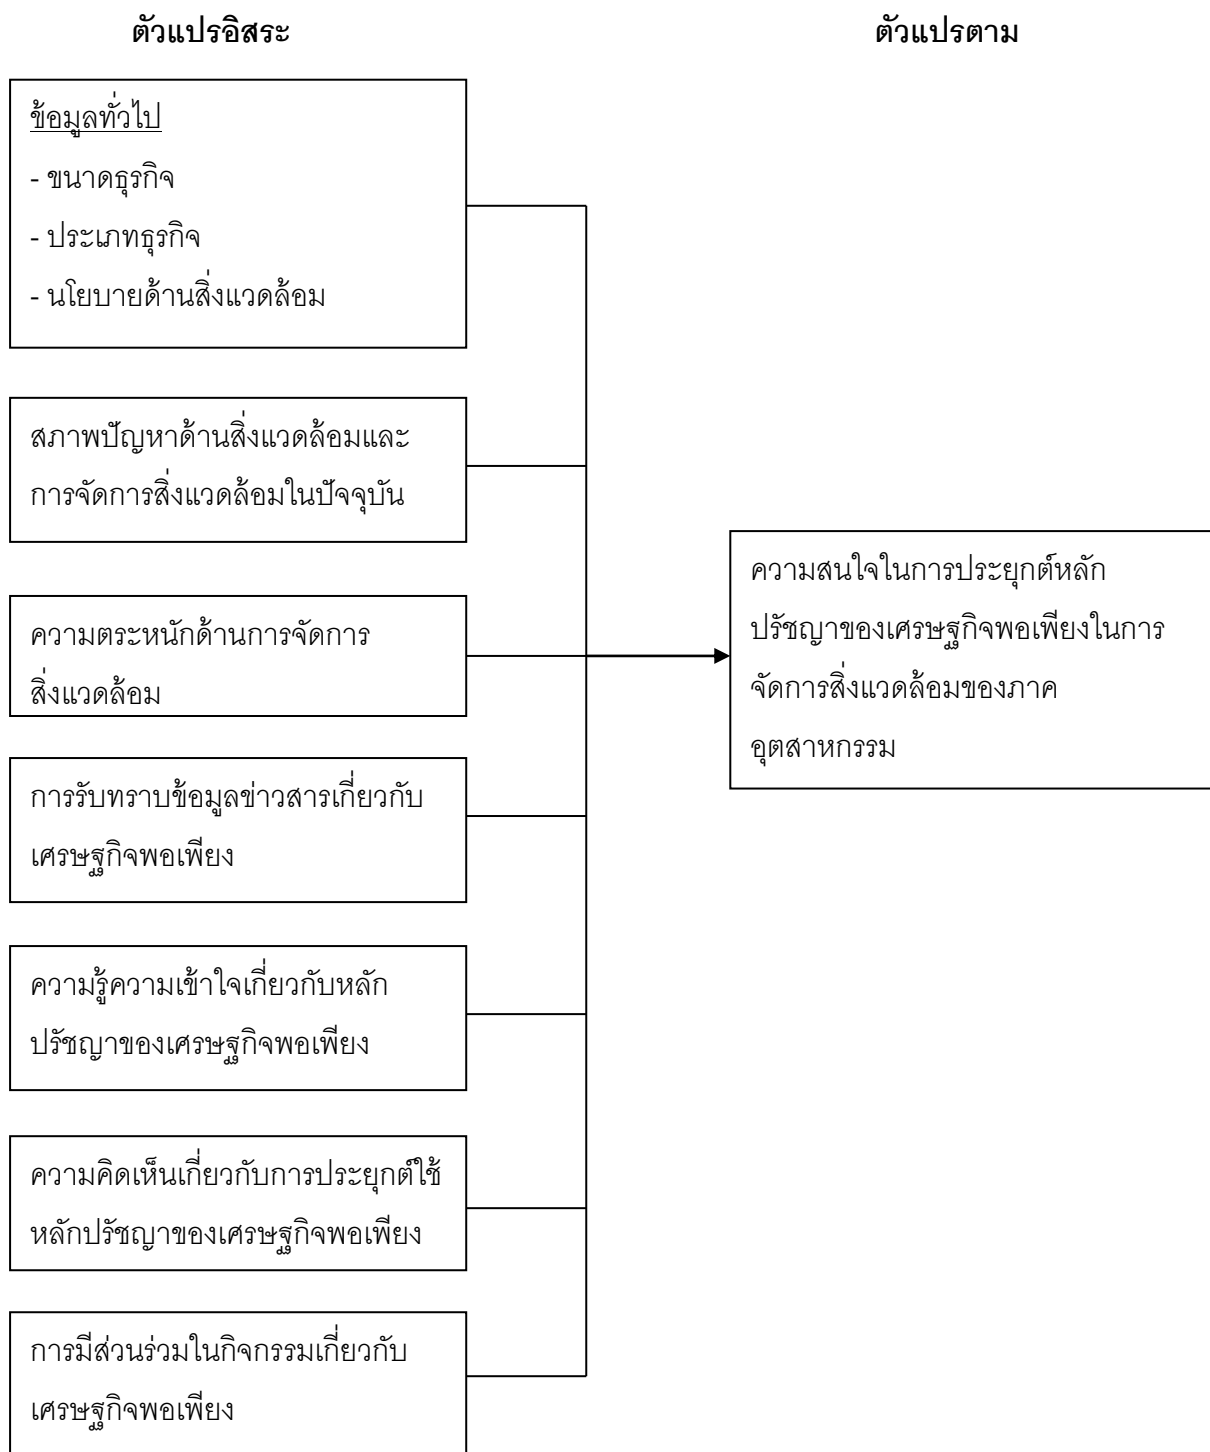 ตัวแปรอิสระ
ตัวแปรตาม
ข้อมูลทั่วไป
- ขนาดธุรกิจ
- ประเภทธุรกิจ
- นโยบายด้านสิ่งแวดล้อม
สภาพปัญหาด้านสิ่งแวดล้อมและ
การจัดการสิ่งแวดล้อมในปัจจุบัน
ความตระหนักด้านการจัดการ
สิ่งแวดล้อม
การรับทราบข้อมูลข่าวสารเกี่ยวกับ
เศรษฐกิจพอเพียง
ความรู้ความเข้าใจเกี่ยวกับหลัก
ปรัชญาของเศรษฐกิจพอเพียง
ความคิดเห็นเกี่ยวกับการประยุกต์ใช้
หลักปรัชญาของเศรษฐกิจพอเพียง
การมีส่วนร่วมในกิจกรรมเกี่ยวกับ
เศรษฐกิจพอเพียง
ความสนใจในการประยุกต์หลัก
ปรัชญาของเศรษฐกิจพอเพียงในการ
จัดการสิ่งแวดล้อมของภาค
อุตสาหกรรม